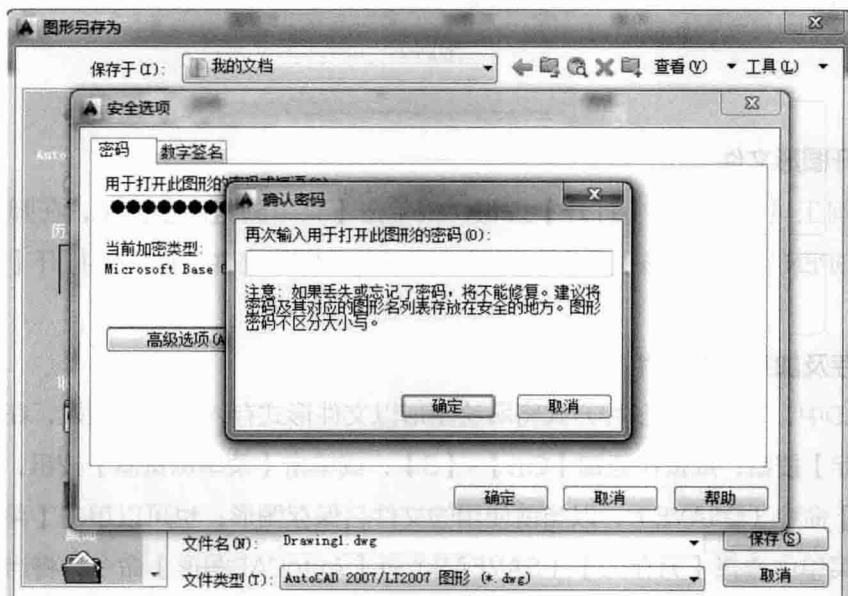 图形另存为
保存于(I):
我的文档
查看(V)
工具(L)
安全选项
密码
数字签名
Auto
用于打开此图形的
确认密码
再次输入用于打开此图形的密码(O):
历
当前加密类型:
Microsoft Base
注意: 如果丢失或忘记了密码，将不能修复。建议将
密码及其对应的图形名列表存放在安全的地方。图形
密码不区分大小写。
高级选项(A
确定
取消
确定
取消
帮助
文件名(N):
Drawing1.dwg
保存(S)
文件类型(T):
AutoCAD 2007/LT2007 图形 (*.dwg)
取消